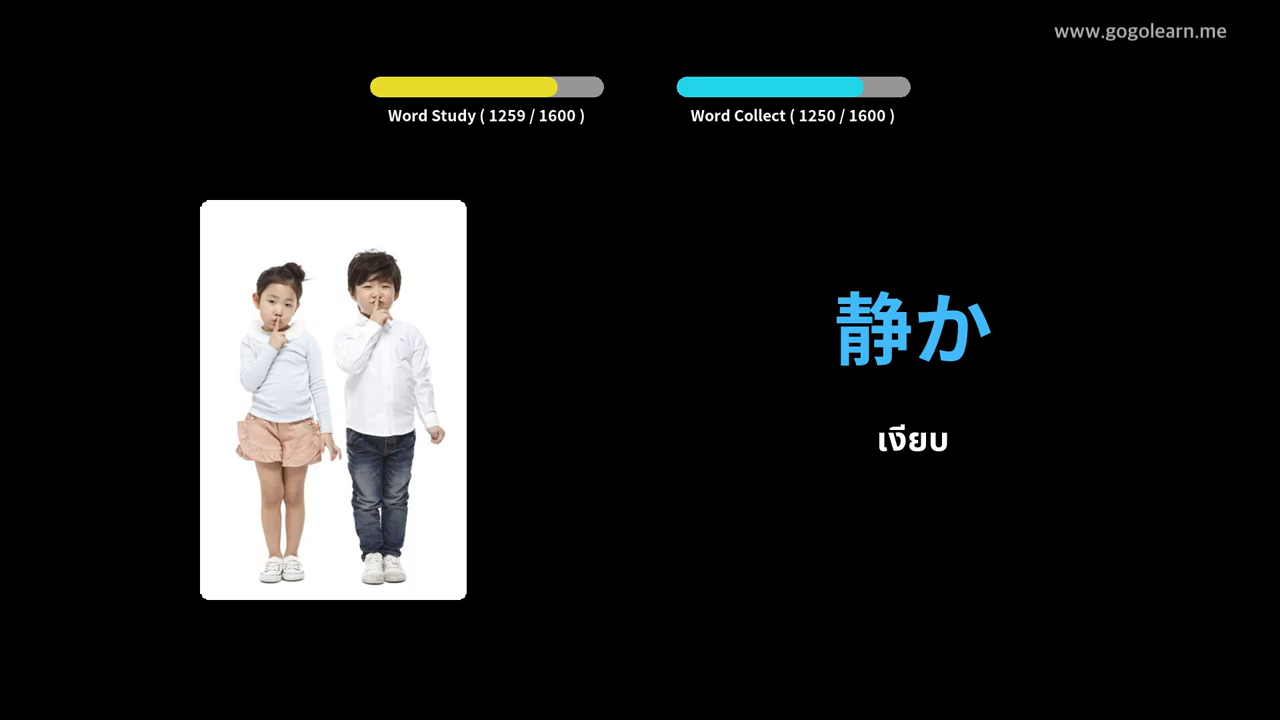 www.gogolearn.me
Word Study ( 1259 / 1600 )
Word Collect ( 1250 / 1600 )
静か
เงียบ